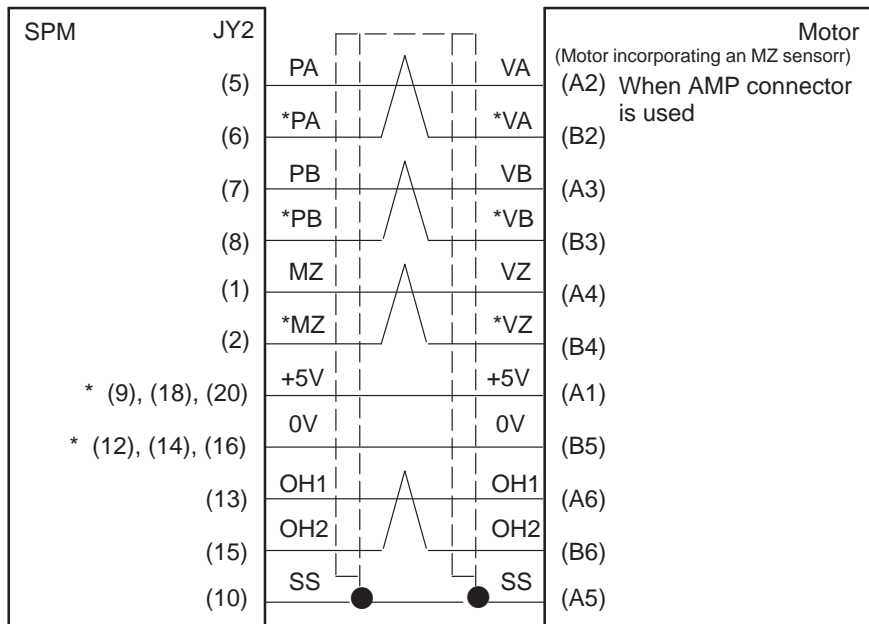 SPM JY2 Motor
(Motor incorporating an MZ sensorr)
(5) PA VA (A2) When AMP connector
is used
(6) *PA *VA (B2)
(7) PB VB (A3)
(8) *PB *VB (B3)
(1) MZ VZ (A4)
(2) *MZ *VZ (B4)
* (9), (18), (20) +5V +5V (A1)
* (12), (14), (16) 0V 0V (B5)
(13) OH1 OH1 (A6)
(15) OH2 OH2 (B6)
(10) SS SS (A5)